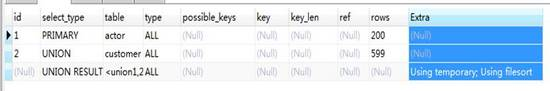 id select_type table type possible_keys key key_len ref rows Extra
1 PRIMARY actor ALL (Null) (Null) (Null) (Null) 200 (Null)
2 UNION customer ALL (Null) (Null) (Null) (Null) 599 (Null)
(Null) UNION RESULT <union1,2 ALL (Null) (Null) (Null) (Null) (Null) Using temporary; Using filesort